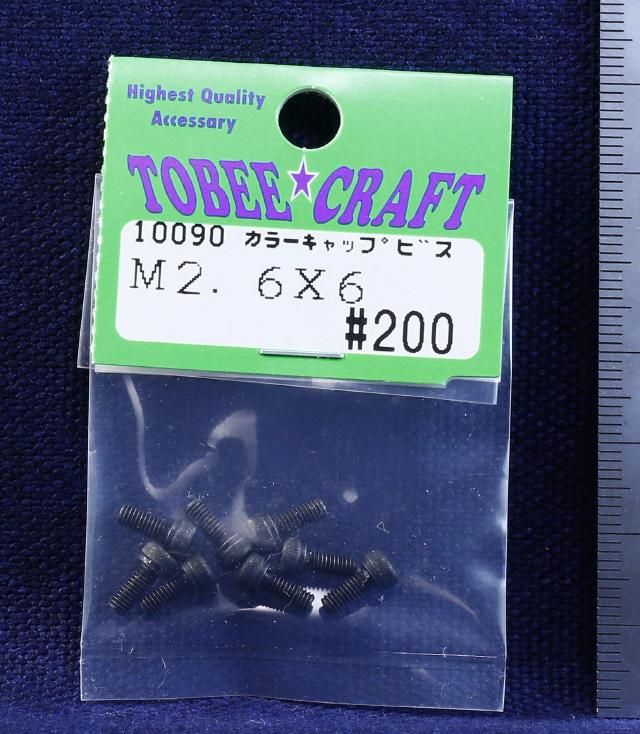 Highest Quality
Accessary
TOBEE★CRAFT
10090 カラーキャップビス
M2. 6X6
#200